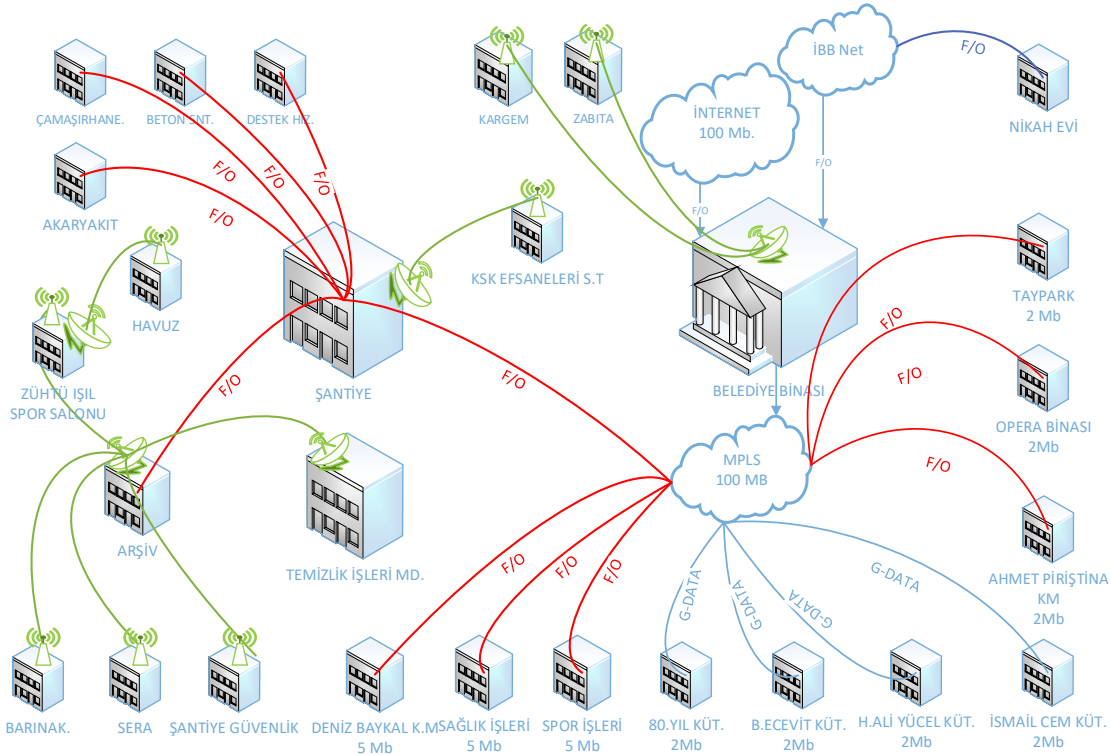 İBB Net
F/O
NİKAH EVİ
ÇAMAŞIRHANE.
BETON SNT.
DESTEK HİZ.
KARGEM
ZABITA
İNTERNET
100 Mb.
F/O
F/O
F/O
F/O
F/O
F/O
AKARYAKIT
KSK EFSANELERİ S.T
HAVUZ
TAYPARK
2 Mb
ZÜHTÜ IŞIL
SPOR SALONU
F/O
ŞANTİYE
BELEDİYE BİNASI
F/O
F/O
OPERA BİNASI
2Mb
MPLS
100 MB
F/O
ARŞİV
TEMİZLİK İŞLERİ MD.
F/O
F/O
F/O
G-DATA
G-DATA
G-DATA
G-DATA
AHMET PİRİŞTİNA
KM
2Mb
BARINAK.
SERA
ŞANTİYE GÜVENLİK
DENİZ BAYKAL K.M
5 Mb
SAĞLIK İŞLERİ
5 Mb
SPOR İŞLERİ
5 Mb
80.YIL KÜT.
2Mb
B.ECEVİT KÜT.
2Mb
H.ALİ YÜCEL KÜT.
2Mb
İSMAİL CEM KÜT.
2Mb